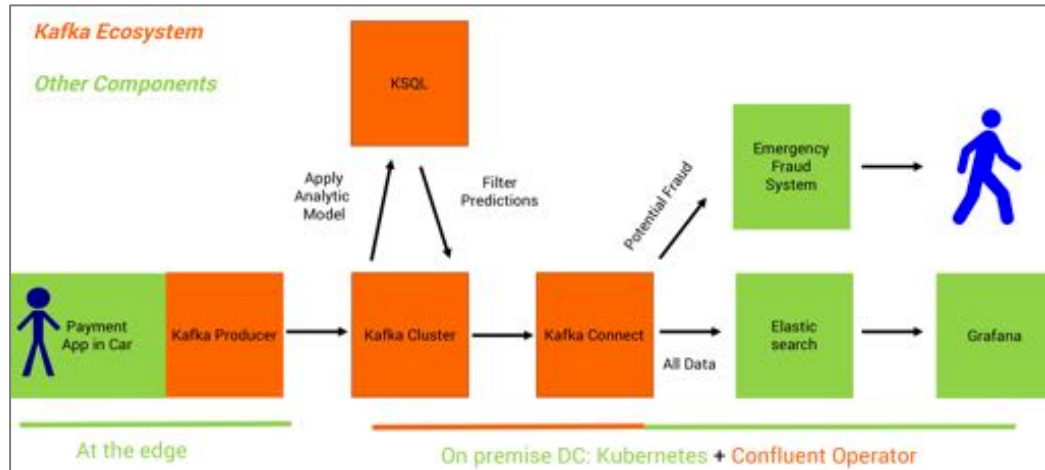 Kafka Ecosystem
Other Components
KSQL
Apply
Analytic
Model
Filter
Predictions
Potential Fraud
Emergency
Fraud
System
Payment
App in Car
Kafka Producer
Kafka Cluster
Kafka Connect
All Data
Elastic
search
Grafana
At the edge
On premise DC: Kubernetes + Confluent Operator